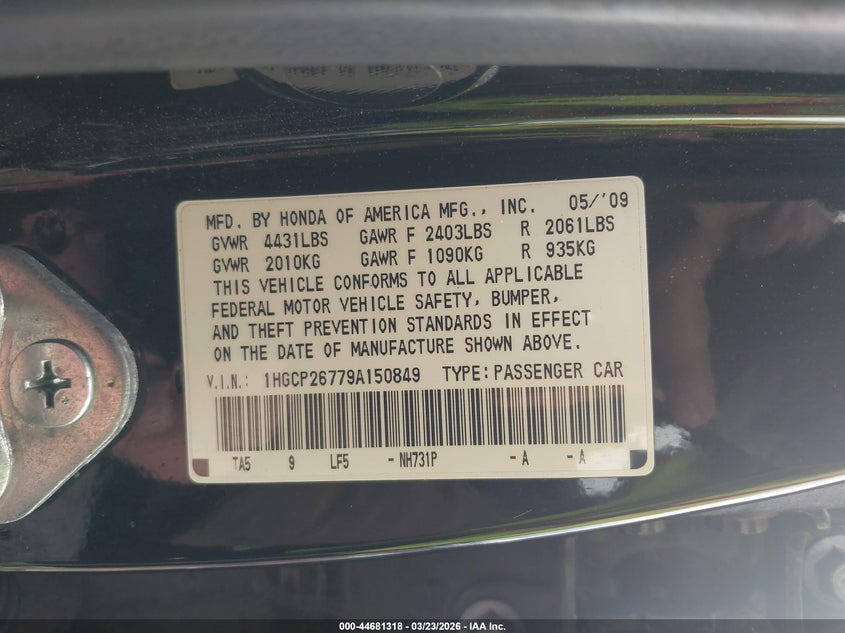 MFD. BY HONDA OF AMERICA MFG., INC. 05/'09
GVWR 4431LBS GAWR F 2403LBS R 2061LBS
GVWR 2010KG GAWR F 1090KG R 935KG
THIS VEHICLE CONFORMS TO ALL APPLICABLE
FEDERAL MOTOR VEHICLE SAFETY, BUMPER,
AND THEFT PREVENTION STANDARDS IN EFFECT
ON THE DATE OF MANUFACTURE SHOWN ABOVE.
V.I.N.: 1HGCP26779A150849 TYPE: PASSENGER CAR
TA5 9 LF5 - NH731P - A - A
000-44681318 - 03/23/2026 - IAA Inc.